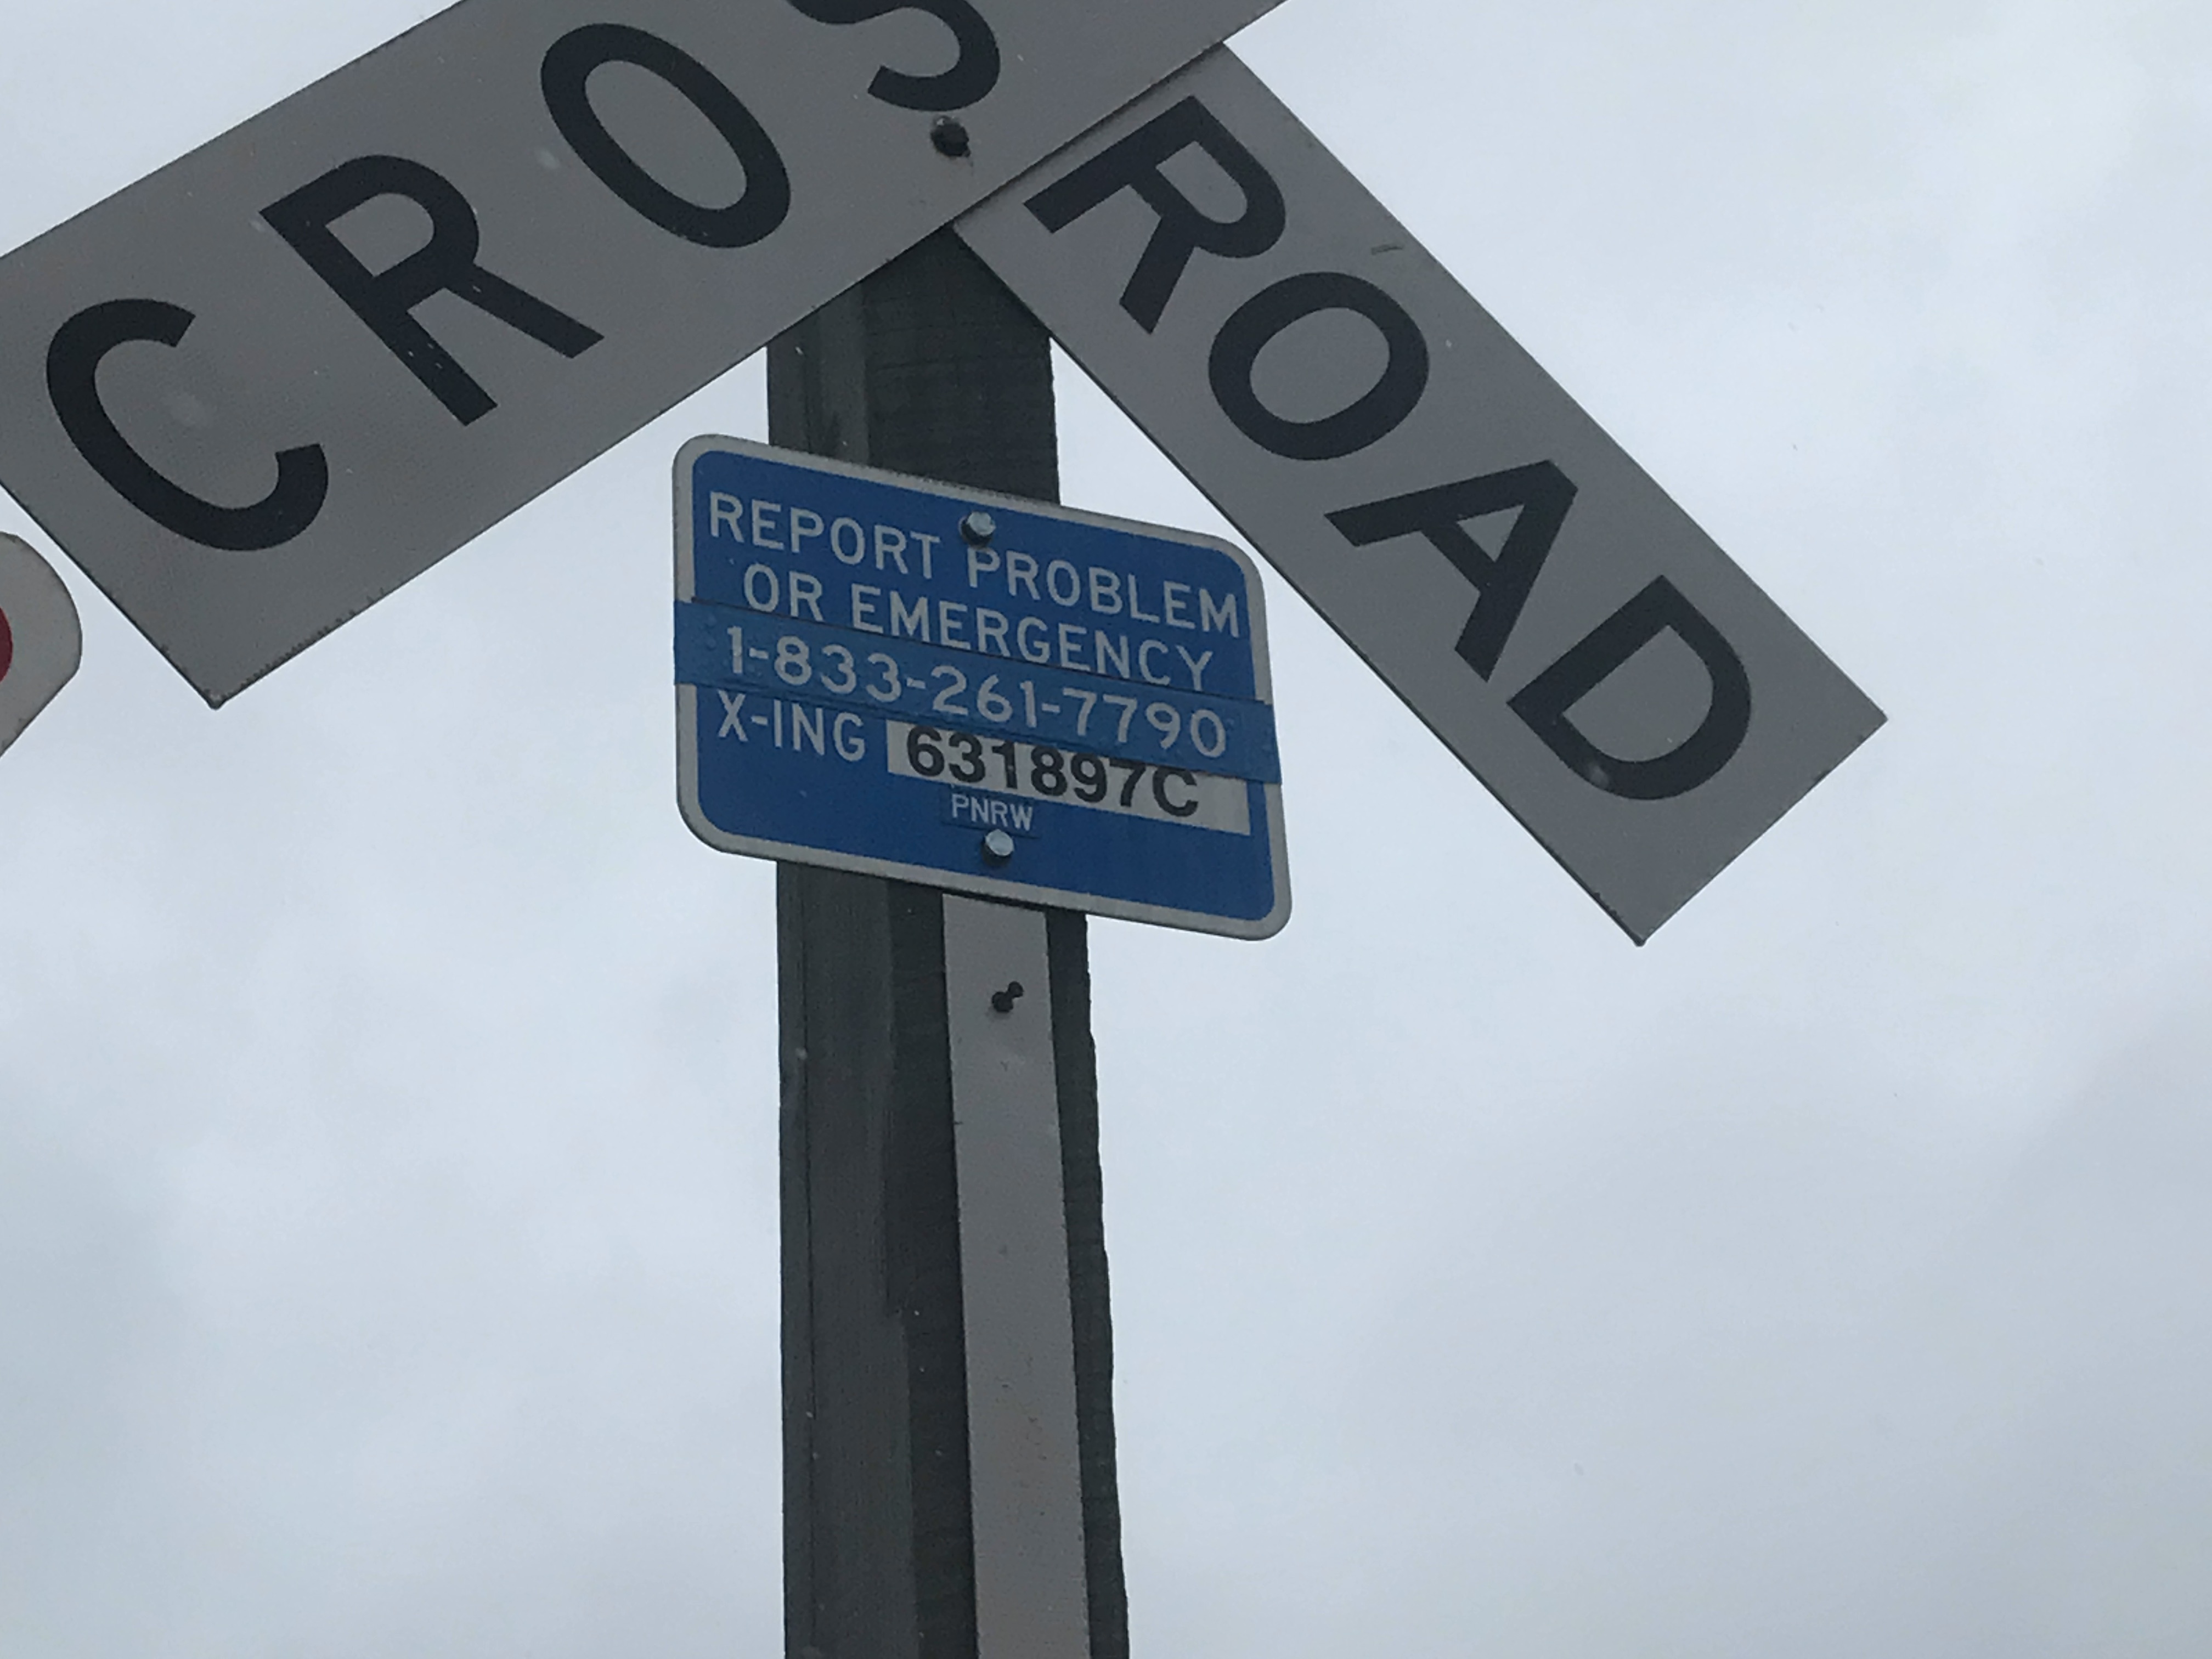 CROS
ROAD
REPORT PROBLEM
OR EMERGENCY
1-833-261-7790
X-ING 631897C
PNRW